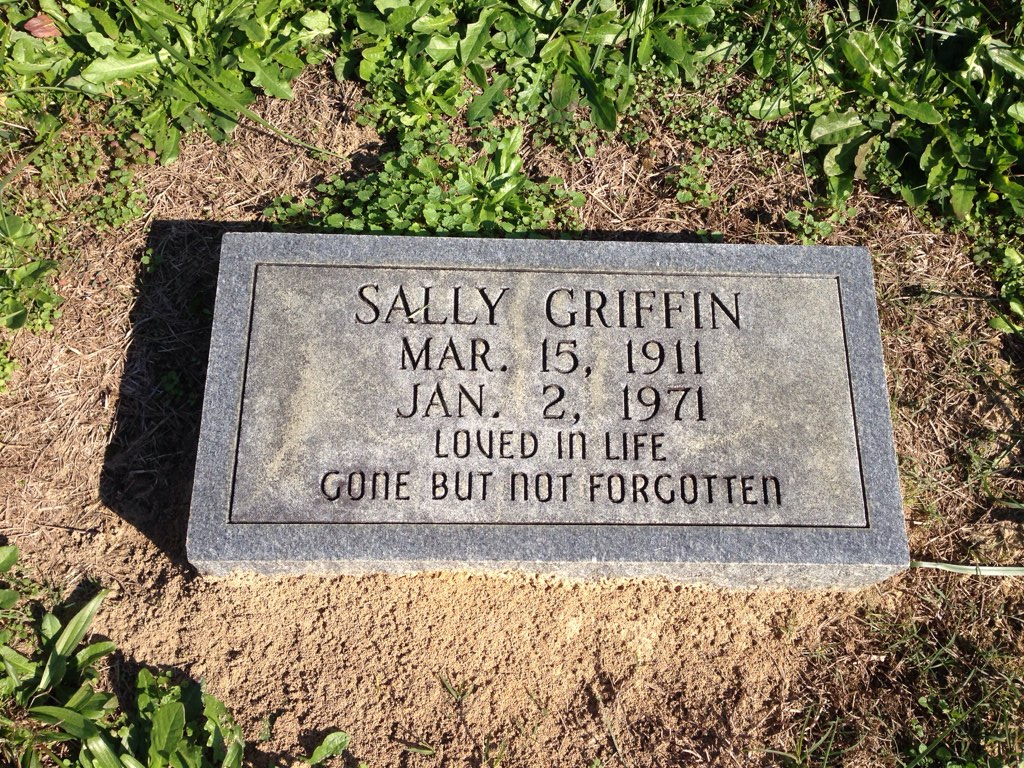 SALLY GRIFFIN
MAR. 15, 1911
JAN. 2, 1971
LOVED IN LIFE
GONE BUT NOT FORGOTTEN